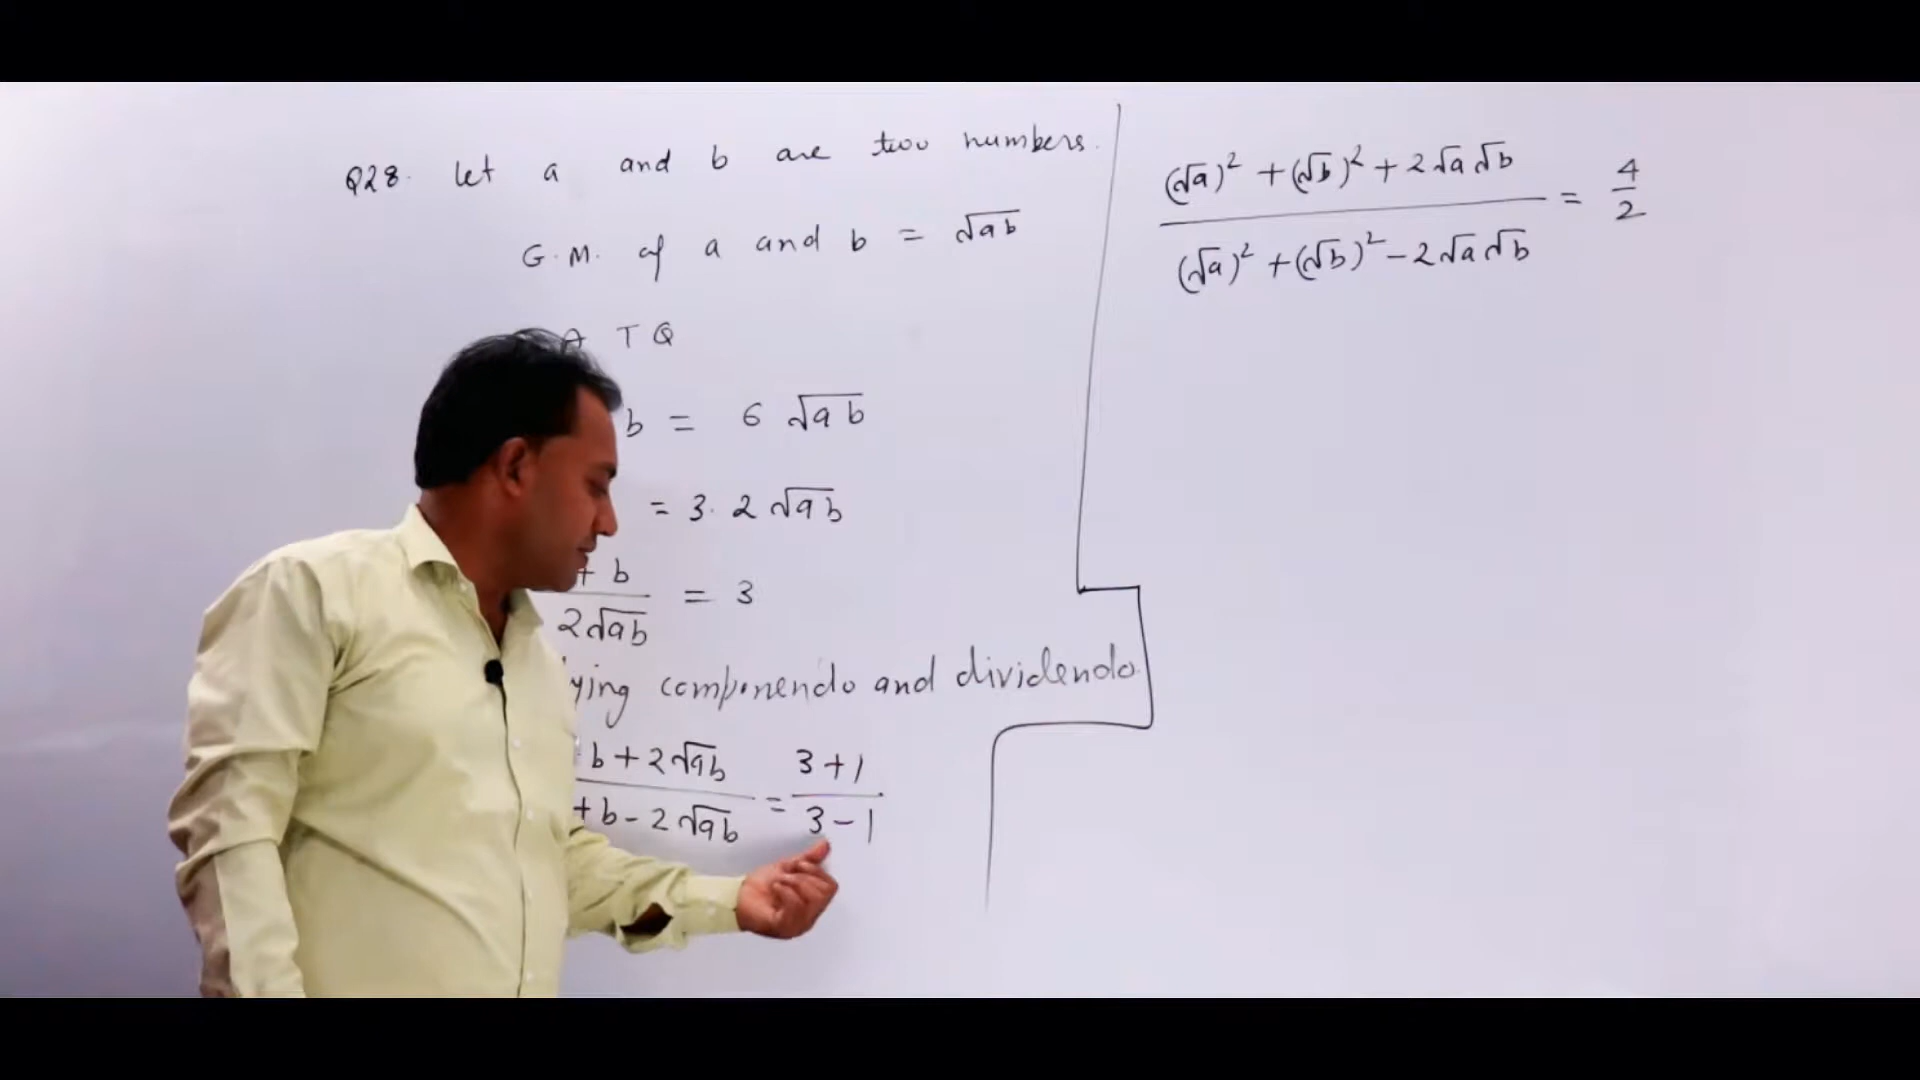 Q28. Let a and b are two numbers.
G.M. of a and b = √ab
A T Q
b = 6 √ab
= 3. 2 √ab
+ b
2√ab
= 3
componendo and dividendo
b + 2√ab
+ b - 2√ab
=
3 + 1
3 - 1
(√a)² + (√b)² + 2√a√b
(√a)² + (√b)² - 2√a√b
=
4
2